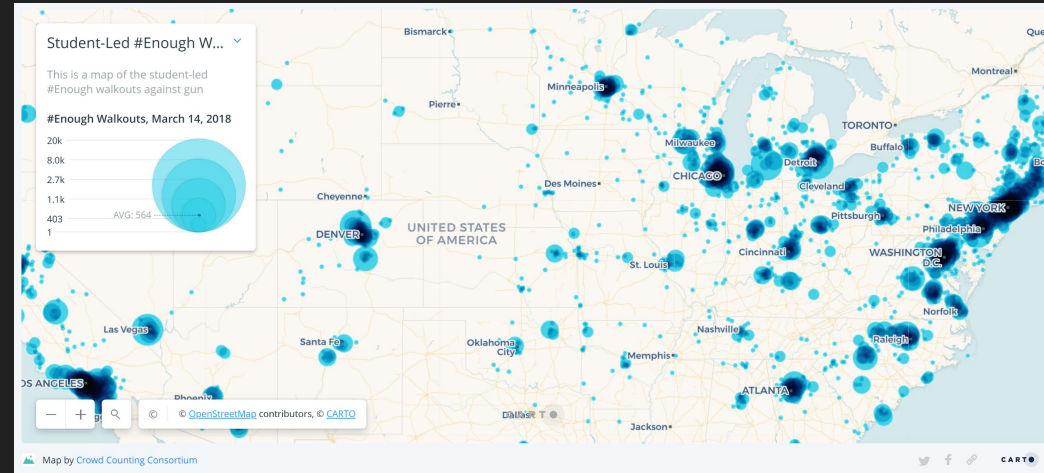 Student-Led #Enough W...
This is a map of the student-led
#Enough walkouts against gun
#Enough Walkouts, March 14, 2018
20k
8.0k
2.7k
1.1k
403
1
AVG: 564
Bismarck
Minneapolis
Pierre
Montreal
TORONTO
Milwaukee
Buffalo
CHICAGO
Detroit
Des Moines
Cleveland
Cheyenne
NEW YORK
Pittsburgh
Philadelphia
DENVER
UNITED STATES
OF AMERICA
Cincinnati
WASHINGTON
D.C.
St. Louis
Norfolk
Las Vegas
Nashville
Santa Fe
Oklahoma
City
Raleigh
Memphis
OS ANGELES
ATLANTA
Phoenix
Dallas
Jackson
© © OpenStreetMap contributors, © CARTO
Map by Crowd Counting Consortium
CARTO